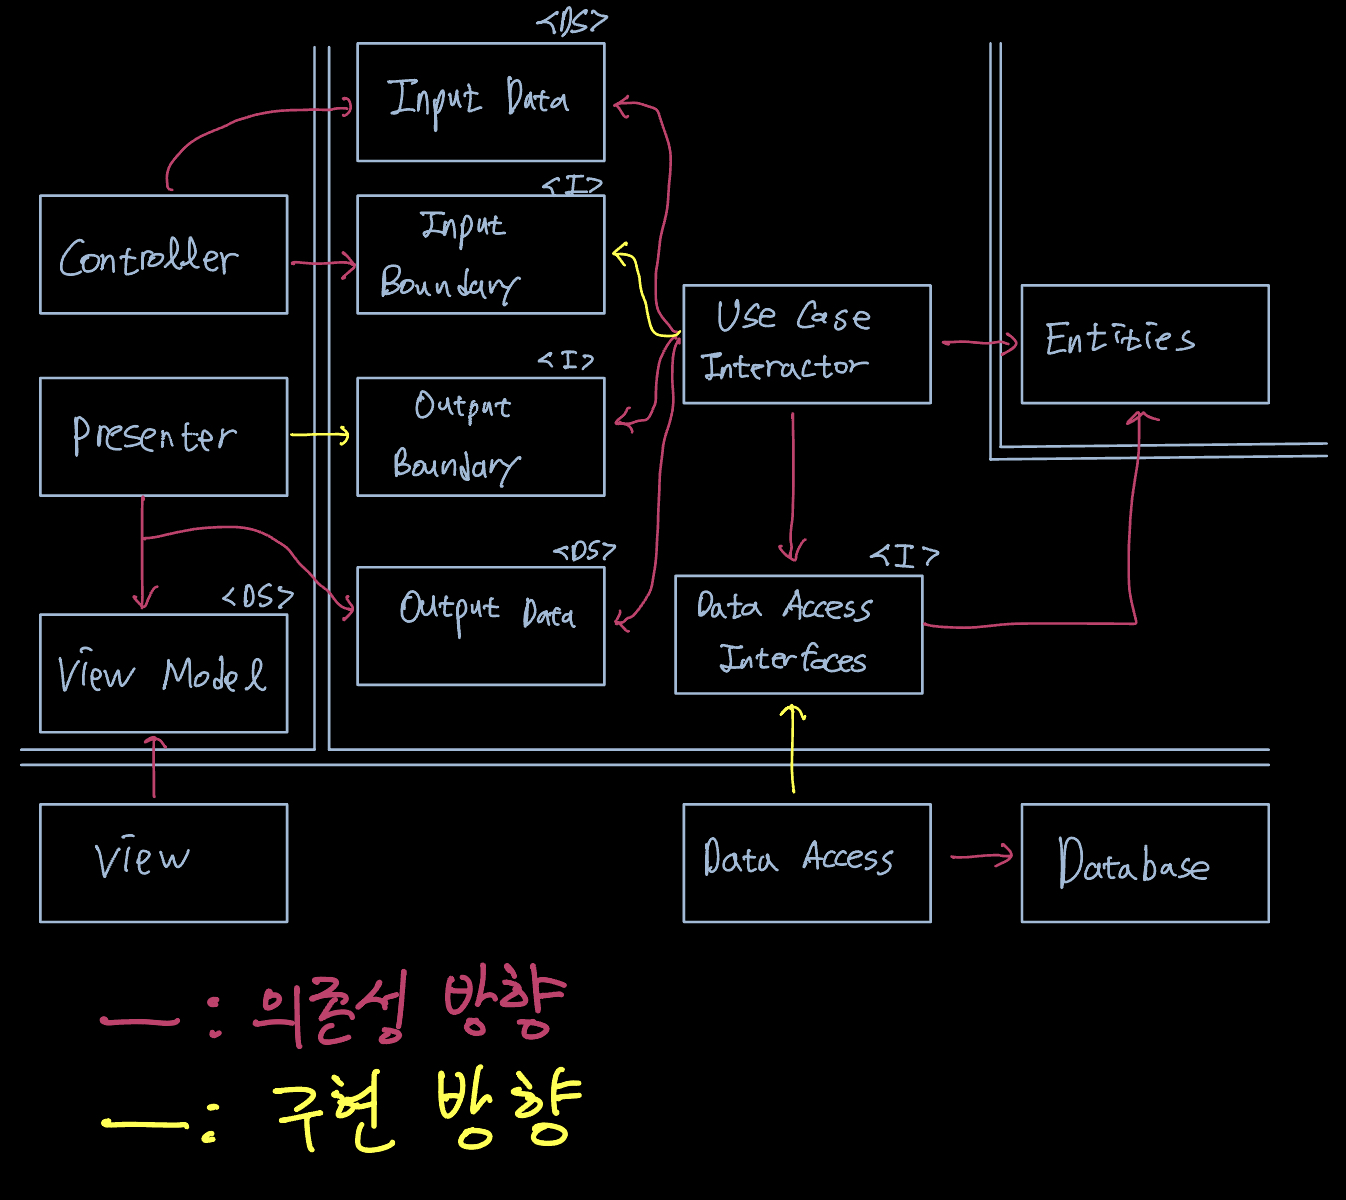 <DS>
Input Data
<I>
Controller
Input
Boundary
Use Case
Interactor
Entities
<I>
Presenter
Output
Boundary
<DS>
Output Data
<I>
Data Access
Interfaces
<DS>
View Model
View
Data Access
Database
— : 의존성 방향
— : 구현 방향